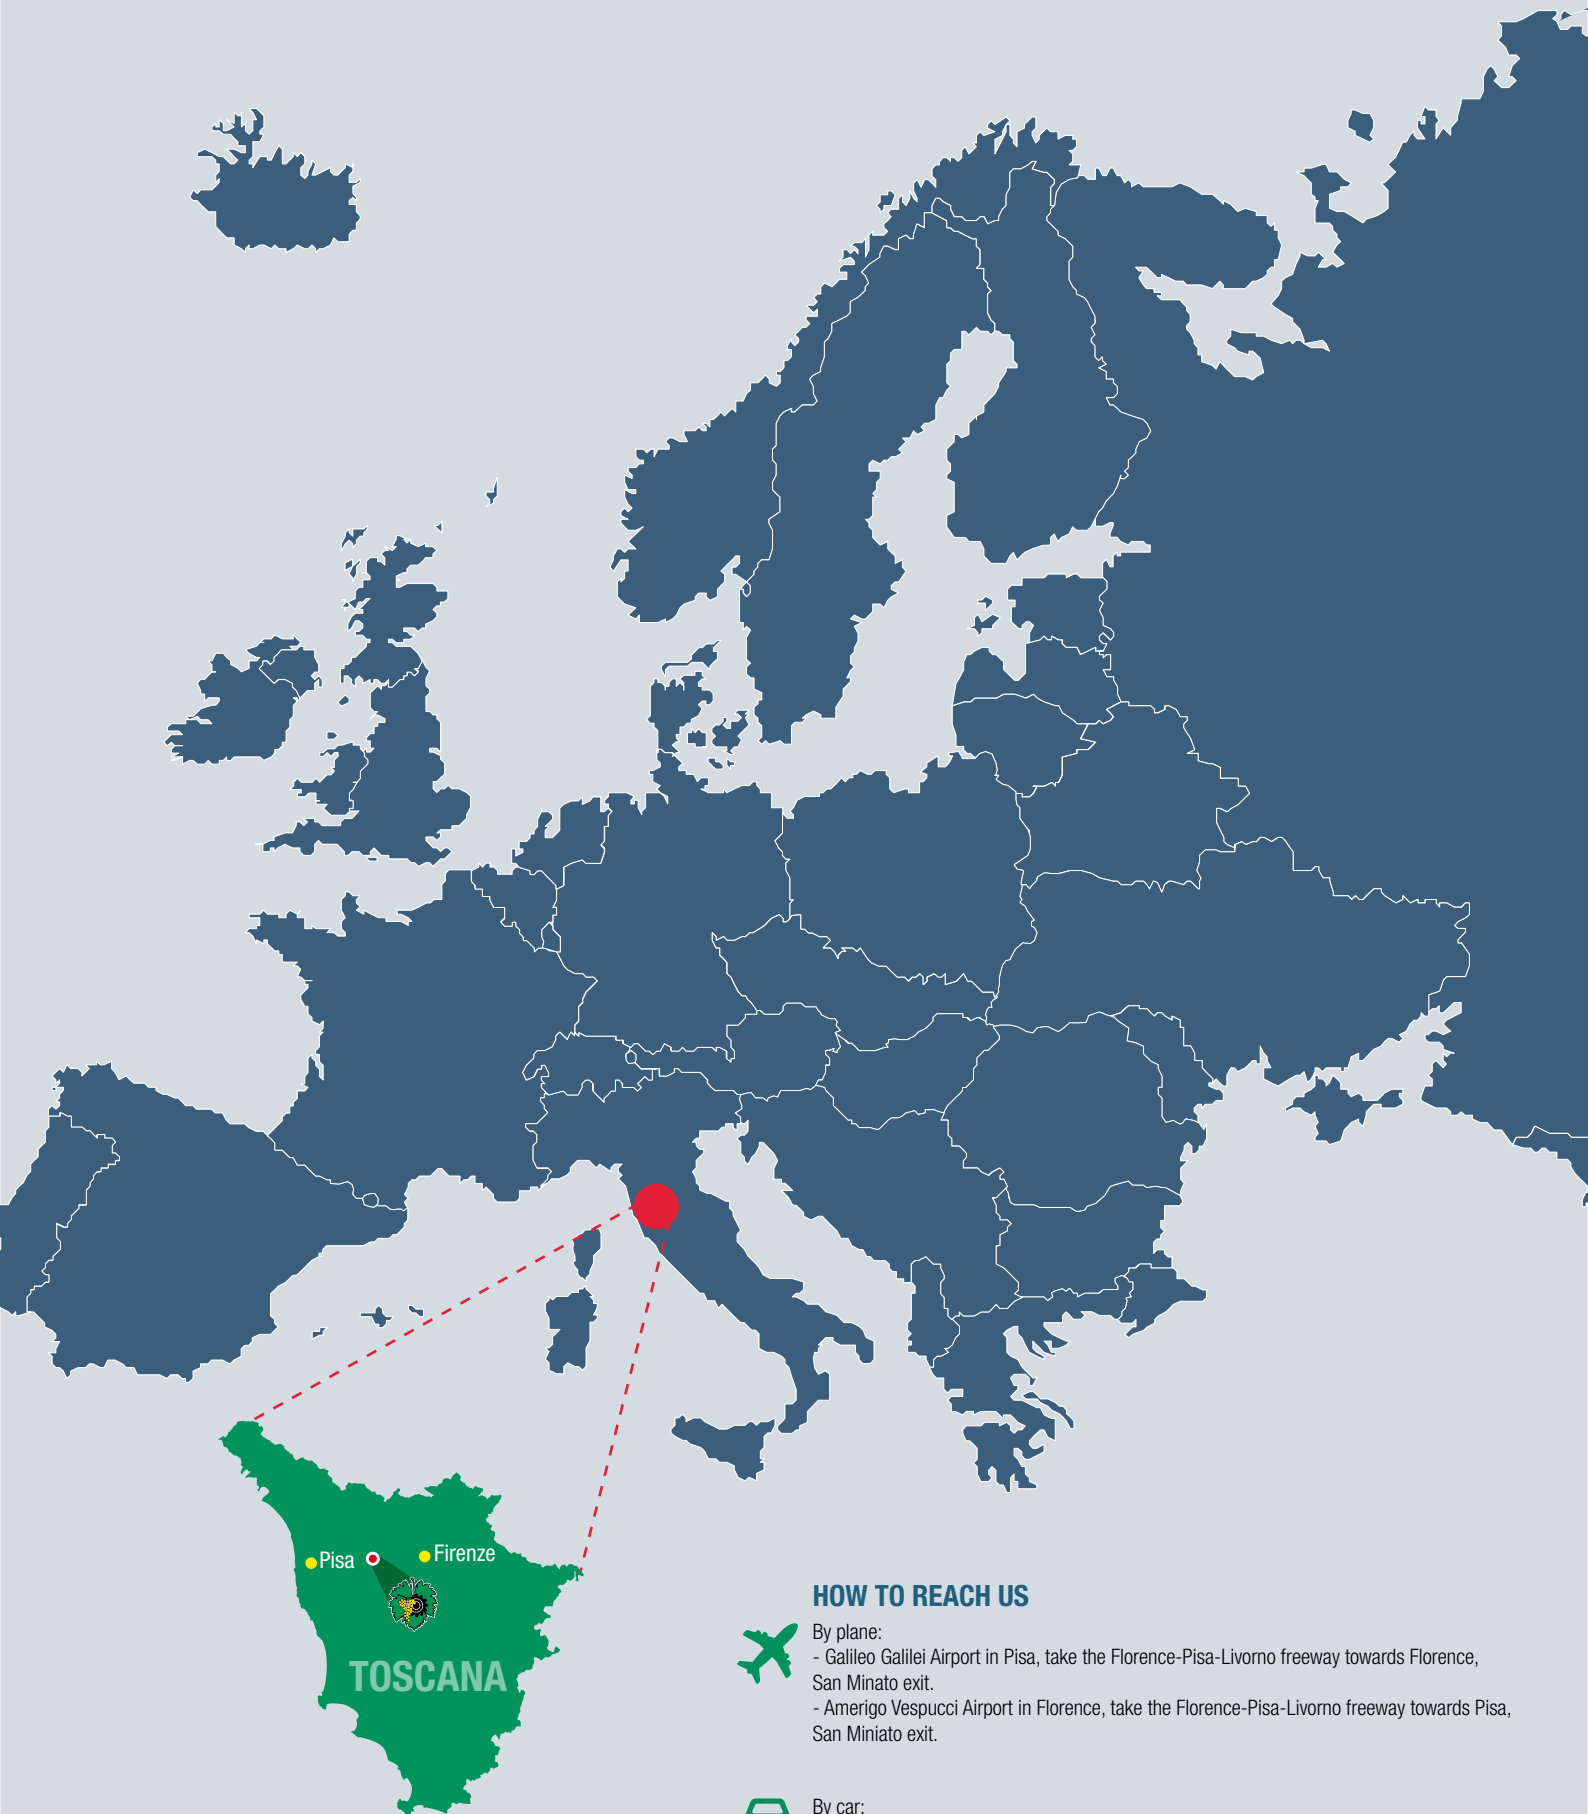 Pisa
Firenze
TOSCANA
HOW TO REACH US
By plane:
- Galileo Galilei Airport in Pisa, take the Florence-Pisa-Livorno freeway towards Florence,
San Minato exit.
- Amerigo Vespucci Airport in Florence, take the Florence-Pisa-Livorno freeway towards Pisa,
San Miniato exit.
By car: